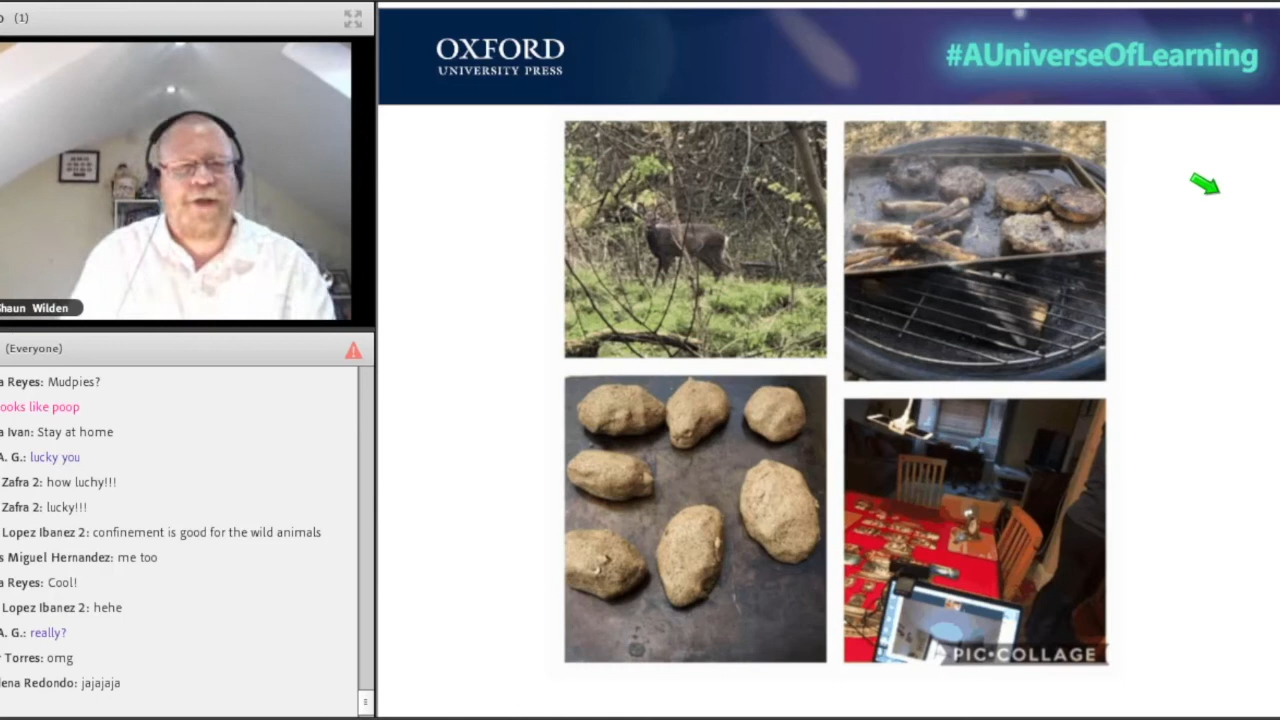 (1)
Shaun Wilden
(Everyone)
a Reyes: Mudpies?
ooks like poop
a Ivan: Stay at home
A. G.: lucky you
Zafra 2: how luchy!!!
Zafra 2: lucky!!!
Lopez Ibanez 2: confinement is good for the wild animals
s Miguel Hernandez: me too
a Reyes: Cool!
Lopez Ibanez 2: hehe
A. G.: really?
Torres: omg
lena Redondo: jajajaja
OXFORD
UNIVERSITY PRESS
#AUniverseOfLearning
PIC•COLLAGE